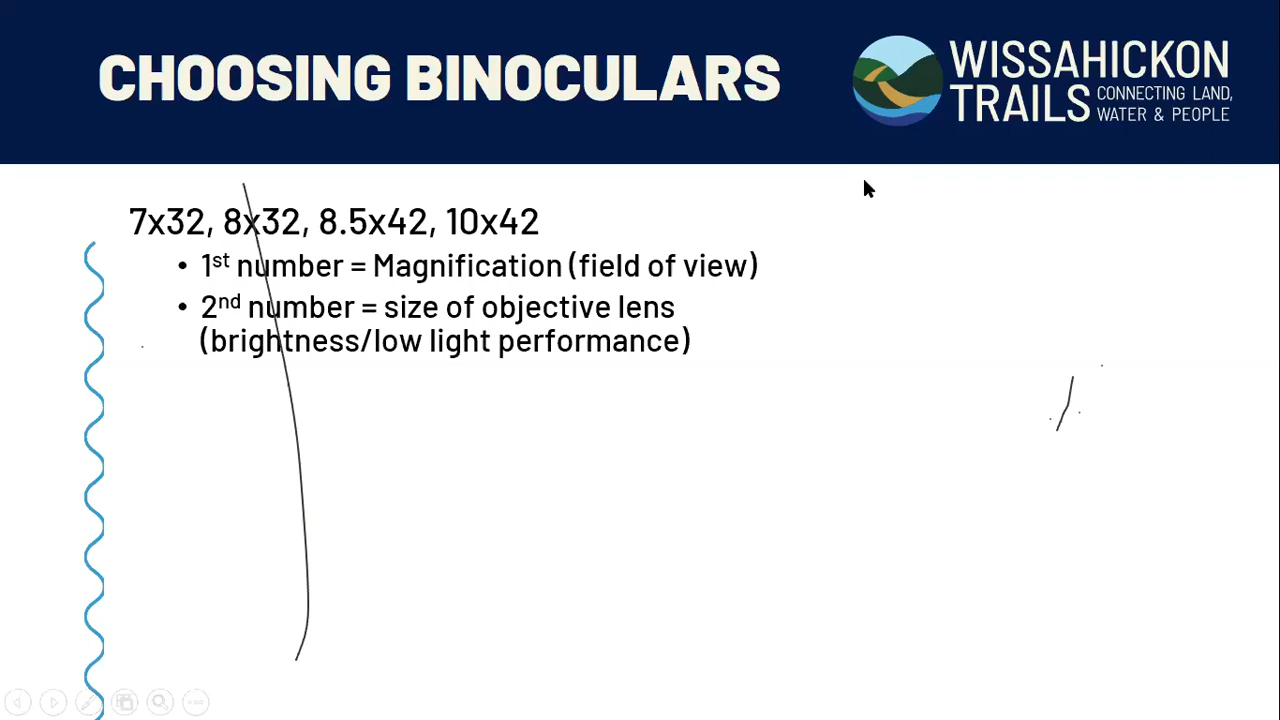 CHOOSING BINOCULARS
WISSAHICKON
TRAILS
CONNECTING LAND,
WATER & PEOPLE
7x32, 8x32, 8.5x42, 10x42
• 1st number = Magnification (field of view)
• 2nd number = size of objective lens
(brightness/low light performance)